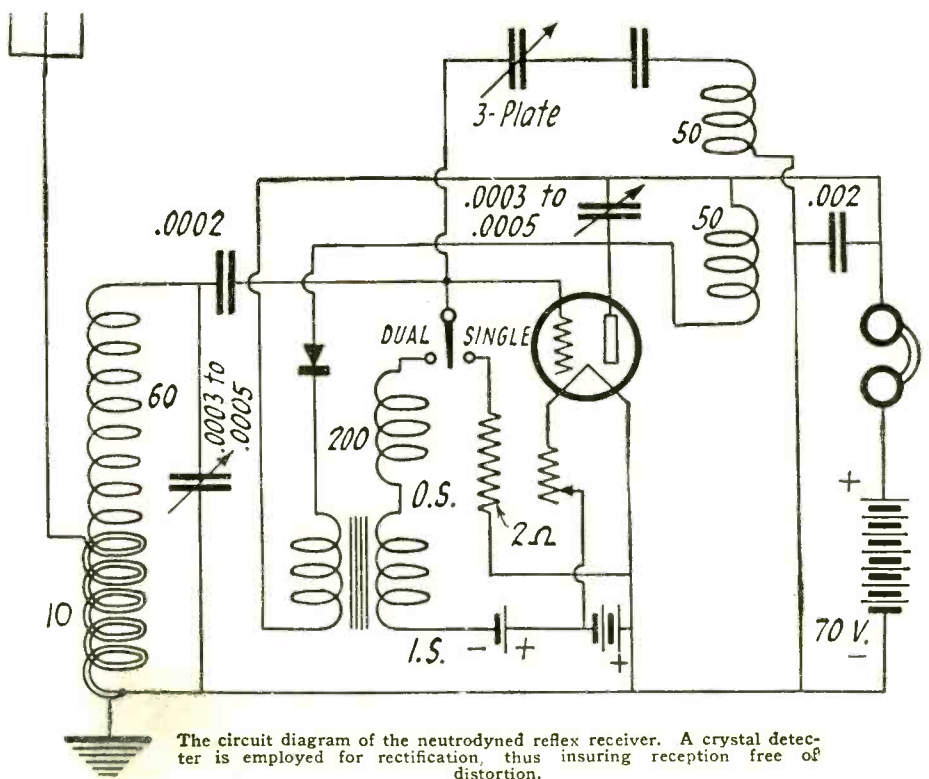 3-Plate
50
.0003 to
.0005
50
.002
.0002
DUAL SINGLE
60
.0003 to
.0005
200
O.S.
2Ω
+
10
I.S.
- +
+
70 V.
-
The circuit diagram of the neutrodyned reflex receiver. A crystal detec-
ter is employed for rectification, thus insuring reception free of
distortion.